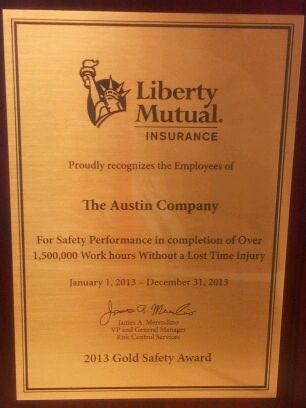 Liberty
Mutual.
INSURANCE
Proudly recognizes the Employees of
The Austin Company
For Safety Performance in completion of Over
1,500,000 Work hours Without a Lost Time Injury
January 1, 2013 – December 31, 2013
James A. Merendino
VP and General Manager
Risk Control Services
2013 Gold Safety Award